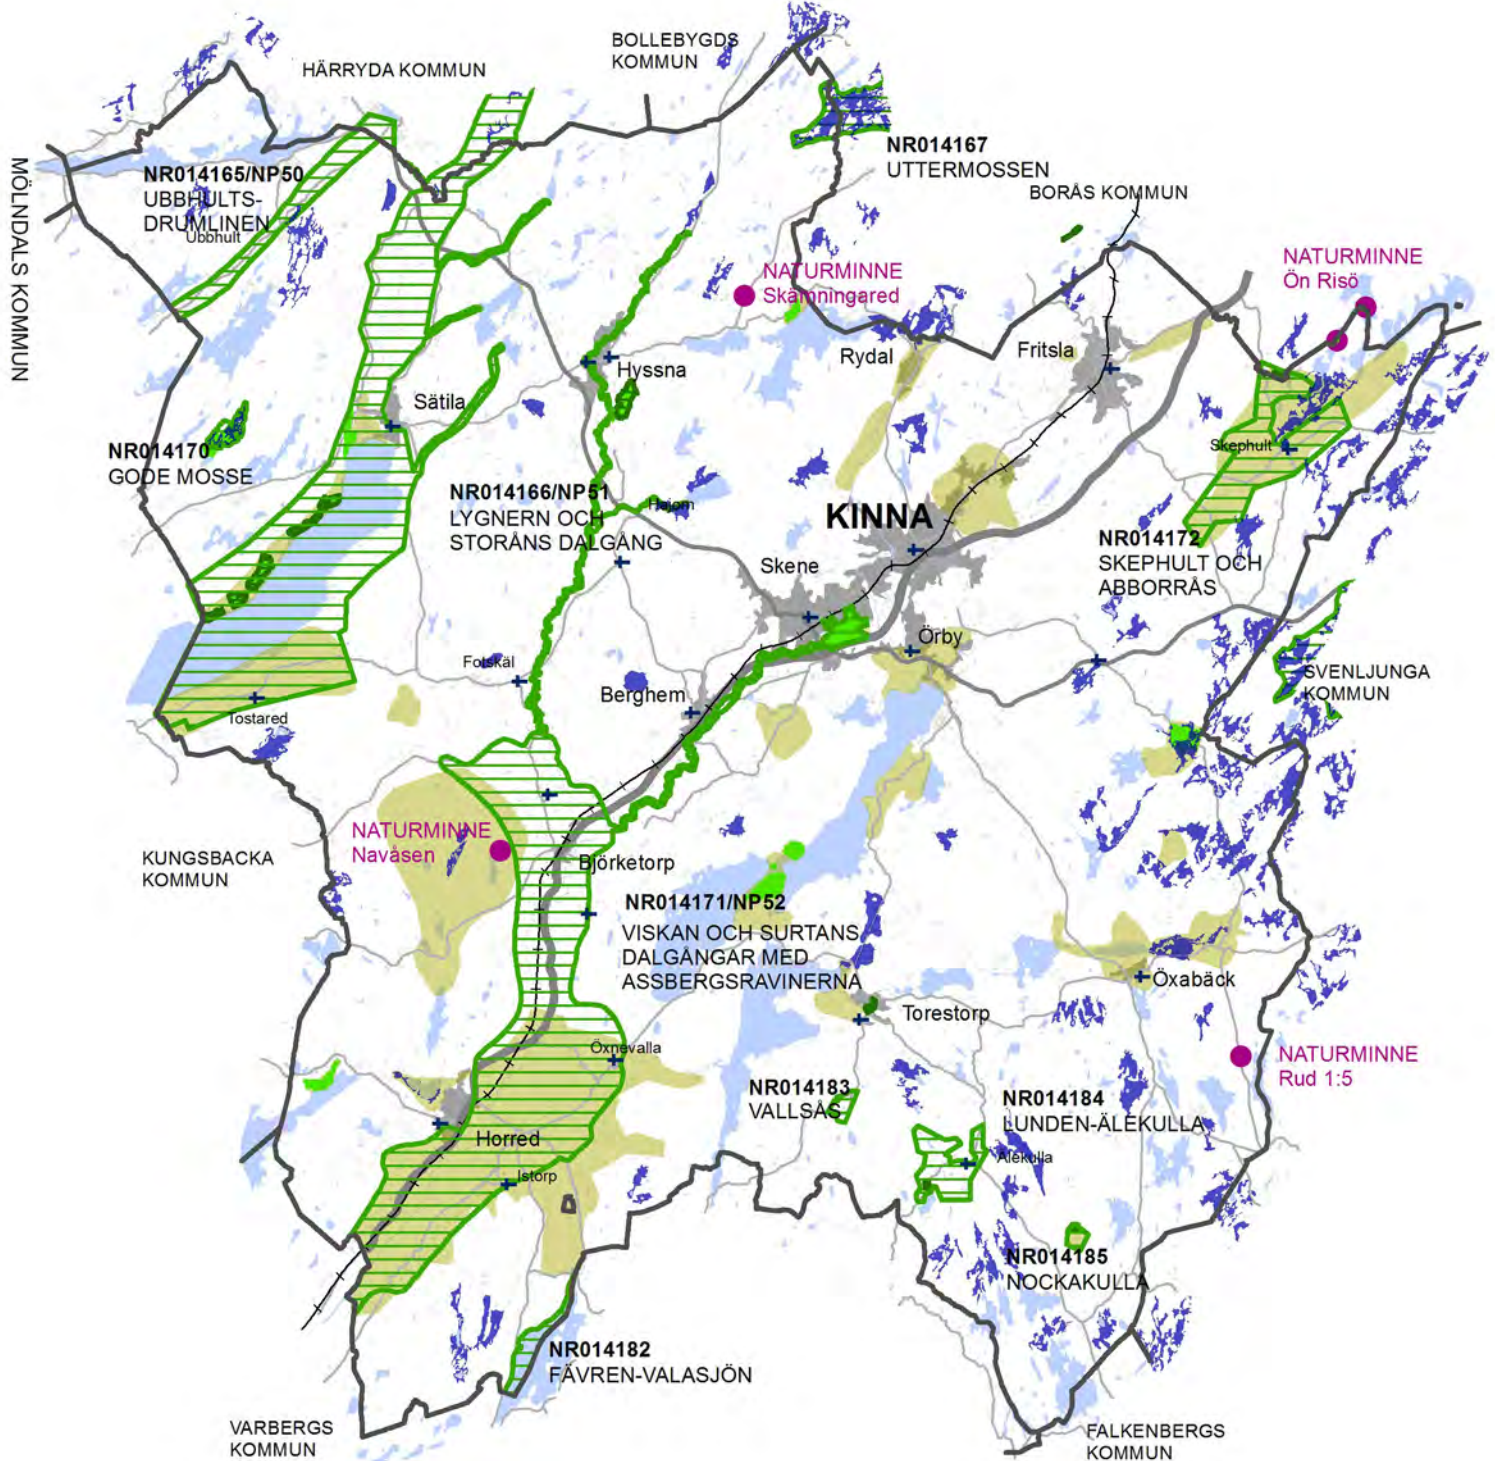 BOLLEBYGDS
KOMMUN
HÄRRYDA KOMMUN
MÖLNDALS KOMMUN
NR014165/NP50
UBBHULTS-
DRUMLINEN
Ubbhult
NR014167
UTTERMOSSEN
BORÅS KOMMUN
NATURMINNE
Skämningared
NATURMINNE
Ön Risö
Rydal
Fritsla
Hyssna
Sätila
NR014170
GODE MOSSE
Skephult
NR014166/NP51
LYGNERN OCH
STORÅNS DALGÅNG
Hajom
KINNA
Skene
NR014172
SKEPHULT OCH
ABBORRÅS
Örby
Fotskäl
Berghem
SVENLJUNGA
KOMMUN
Tostared
NATURMINNE
Navåsen
KUNGSBACKA
KOMMUN
Björketorp
NR014171/NP52
VISKAN OCH SURTANS
DALGÅNGAR MED
ASSBERGSRAVINERNA
Öxabäck
Torestorp
Öxnevalla
NATURMINNE
Rud 1:5
NR014183
VALLSÅS
NR014184
LUNDEN-ÄLEKULLA
Älekulla
Horred
Istorp
NR014185
NOCKAKULLA
NR014182
FÄVREN-VALASJÖN
VARBERGS
KOMMUN
FALKENBERGS
KOMMUN